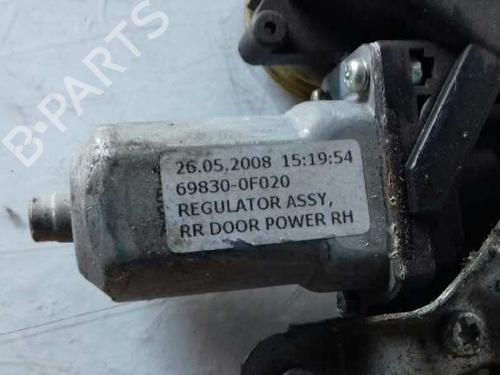 B-PARTS
26.05.2008 15:19:54
69830-0F020
REGULATOR ASSY,
RR DOOR POWER RH